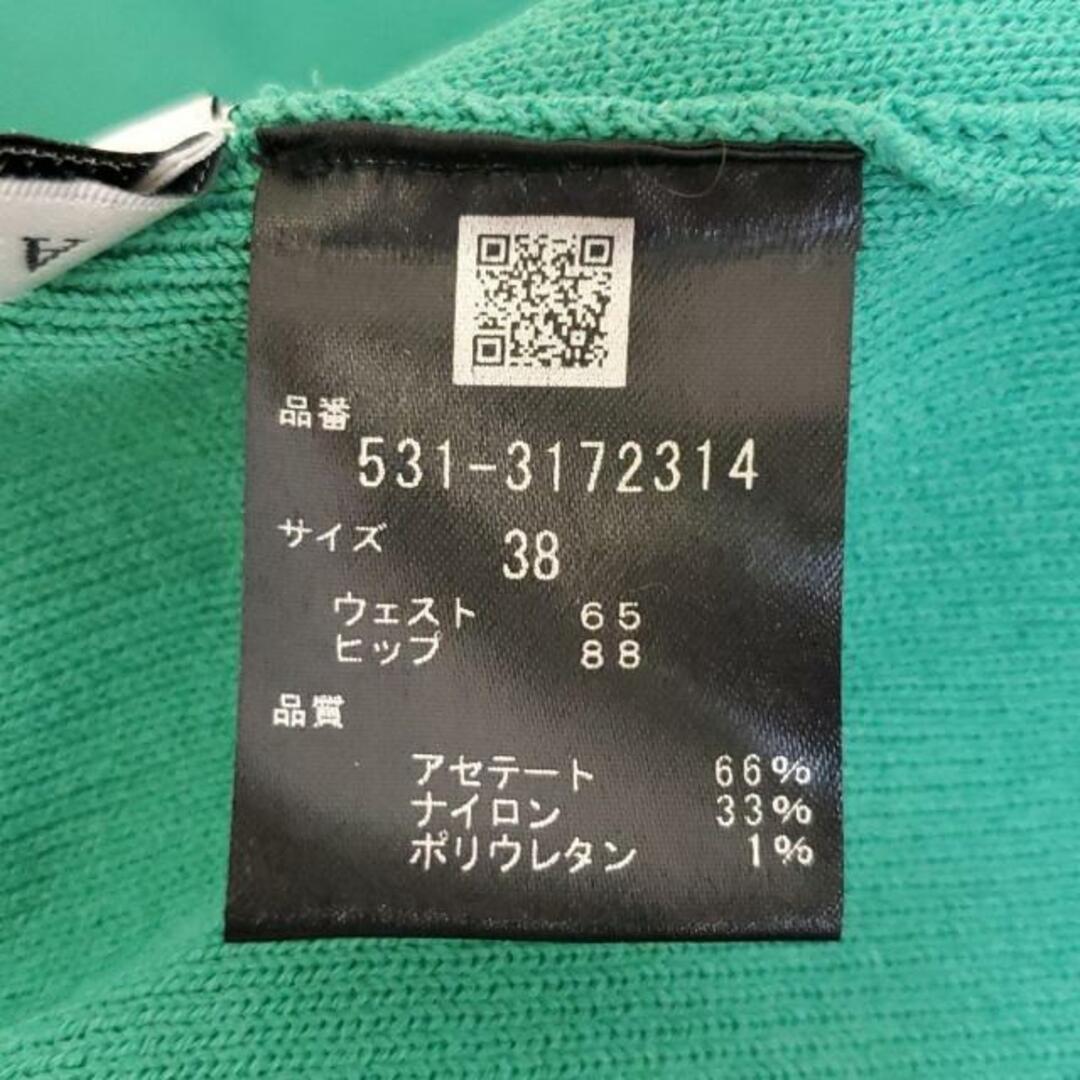 品番
531-3172314
サイズ 38
ウェスト 65
ヒップ 88
品質
アセテート 66%
ナイロン 33%
ポリウレタン 1%